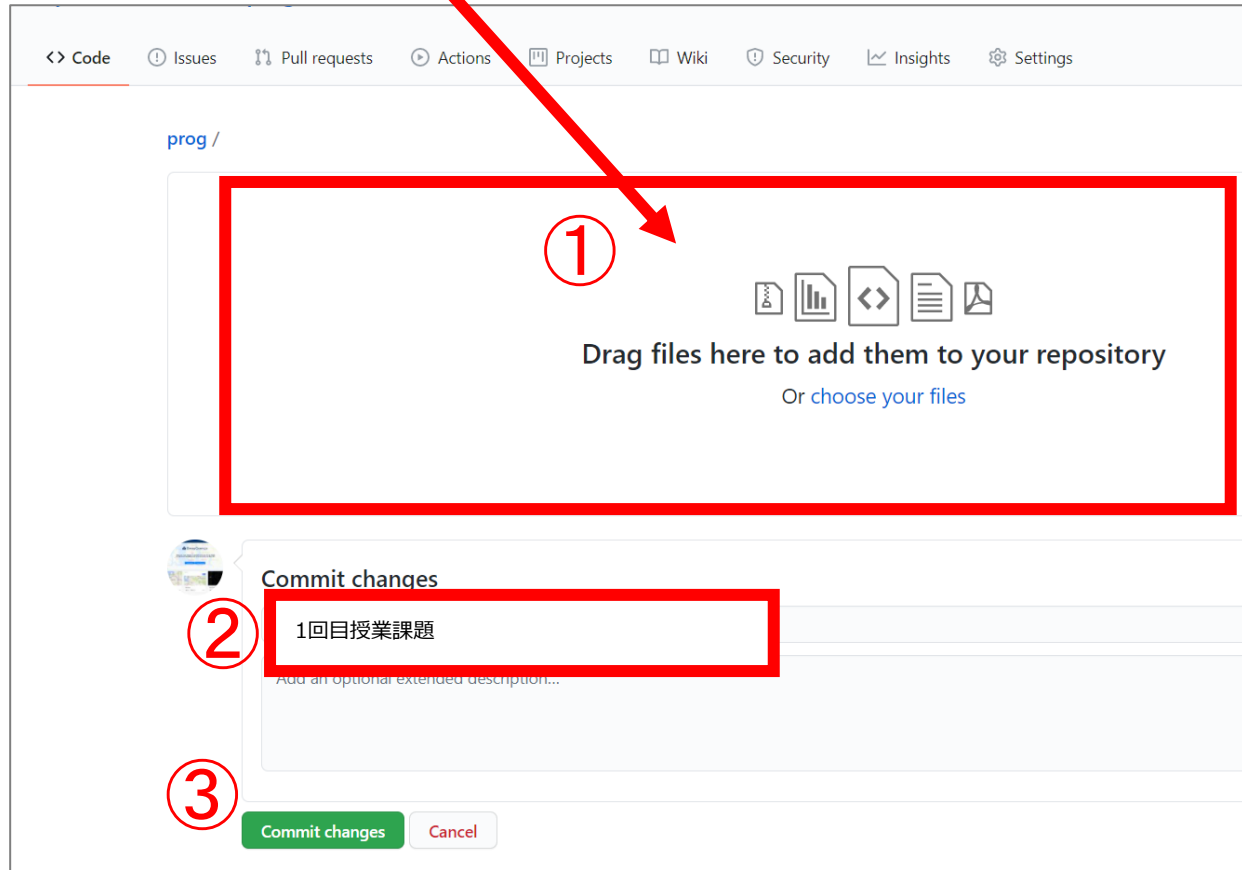 <> Code Issues Pull requests Actions Projects Wiki Security Insights Settings
prog /
①
Drag files here to add them to your repository
Or choose your files
Commit changes
②
1回目授業課題
Add an optional extended description...
③
Commit changes Cancel